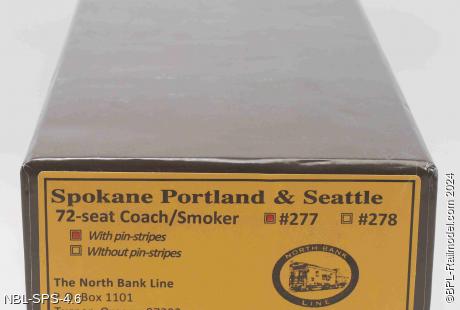 Spokane Portland & Seattle
72-seat Coach/Smoker #277 #278
With pin-stripes
WIthout pin-stripes
NORTH BANK
LINE
The North Bank Line
Box 1101
NBL-SPS-4.6
©BPL-Railmodel.com 2024